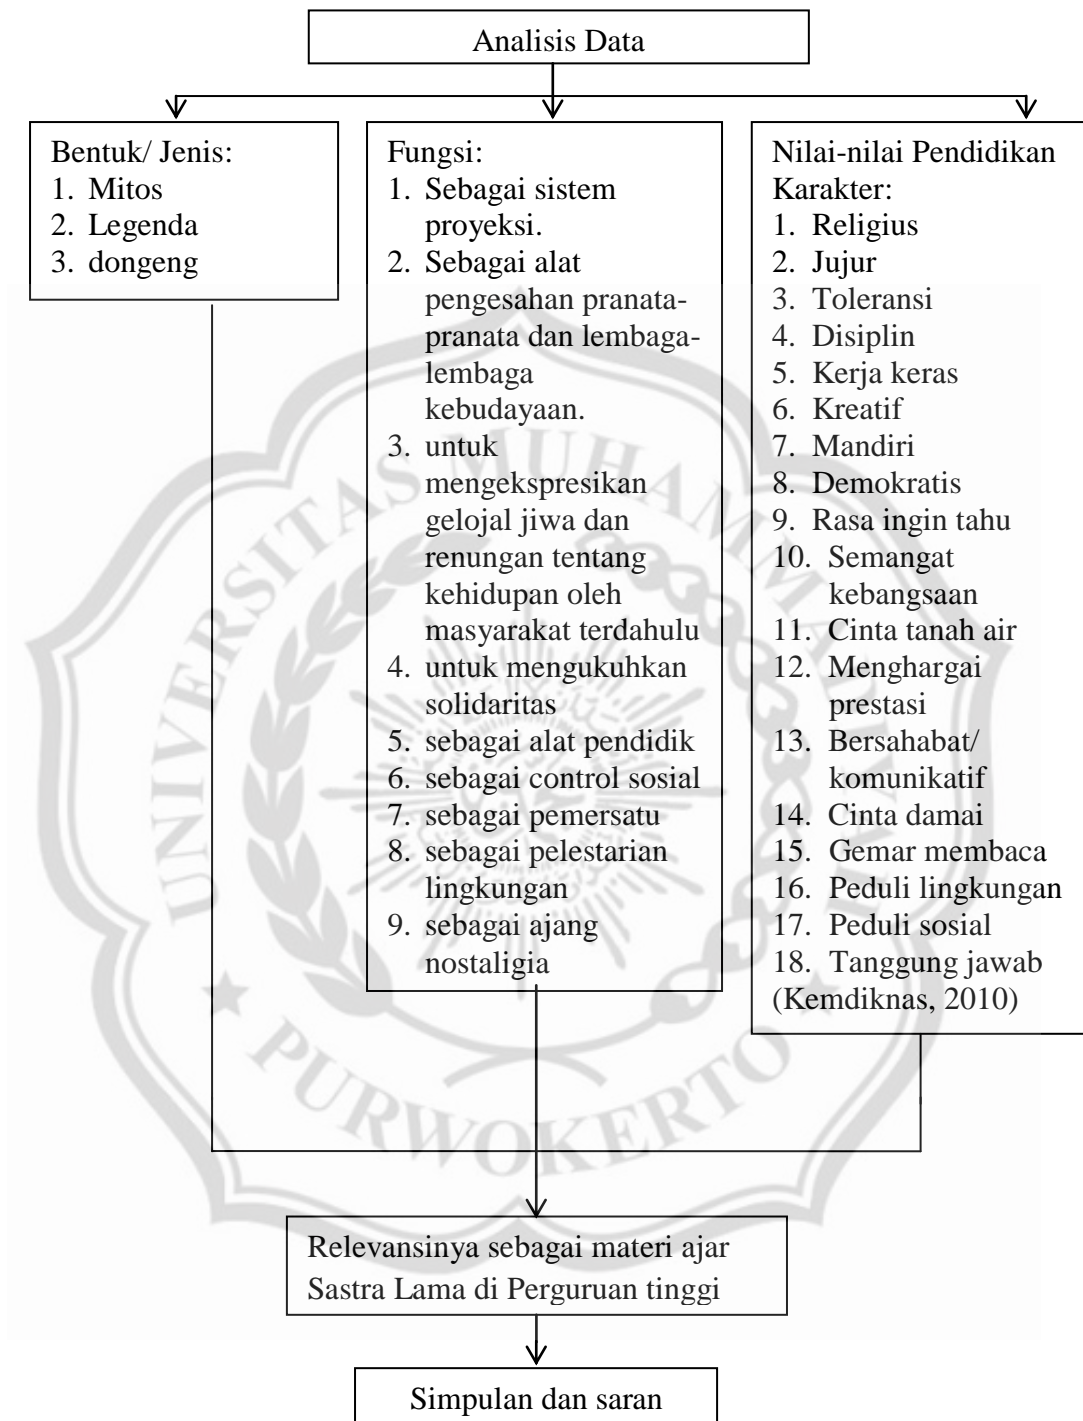 Analisis Data
Bentuk/ Jenis:
1. Mitos
2. Legenda
3. dongeng
Fungsi:
1. Sebagai sistem
proyeksi.
2. Sebagai alat
pengesahan pranata-
pranata dan lembaga-
lembaga
kebudayaan.
3. untuk
mengekspresikan
gelojal jiwa dan
renungan tentang
kehidupan oleh
masyarakat terdahulu
4. untuk mengukuhkan
solidaritas
5. sebagai alat pendidik
6. sebagai control sosial
7. sebagai pemersatu
8. sebagai pelestarian
lingkungan
9. sebagai ajang
nostaligia
Nilai-nilai Pendidikan
Karakter:
1. Religius
2. Jujur
3. Toleransi
4. Disiplin
5. Kerja keras
6. Kreatif
7. Mandiri
8. Demokratis
9. Rasa ingin tahu
10. Semangat
kebangsaan
11. Cinta tanah air
12. Menghargai
prestasi
13. Bersahabat/
komunikatif
14. Cinta damai
15. Gemar membaca
16. Peduli lingkungan
17. Peduli sosial
18. Tanggung jawab
(Kemdiknas, 2010)
Relevansinya sebagai materi ajar
Sastra Lama di Perguruan tinggi
Simpulan dan saran
UNIVERSITAS MUHAMMADIYAH
PURWOKERTO